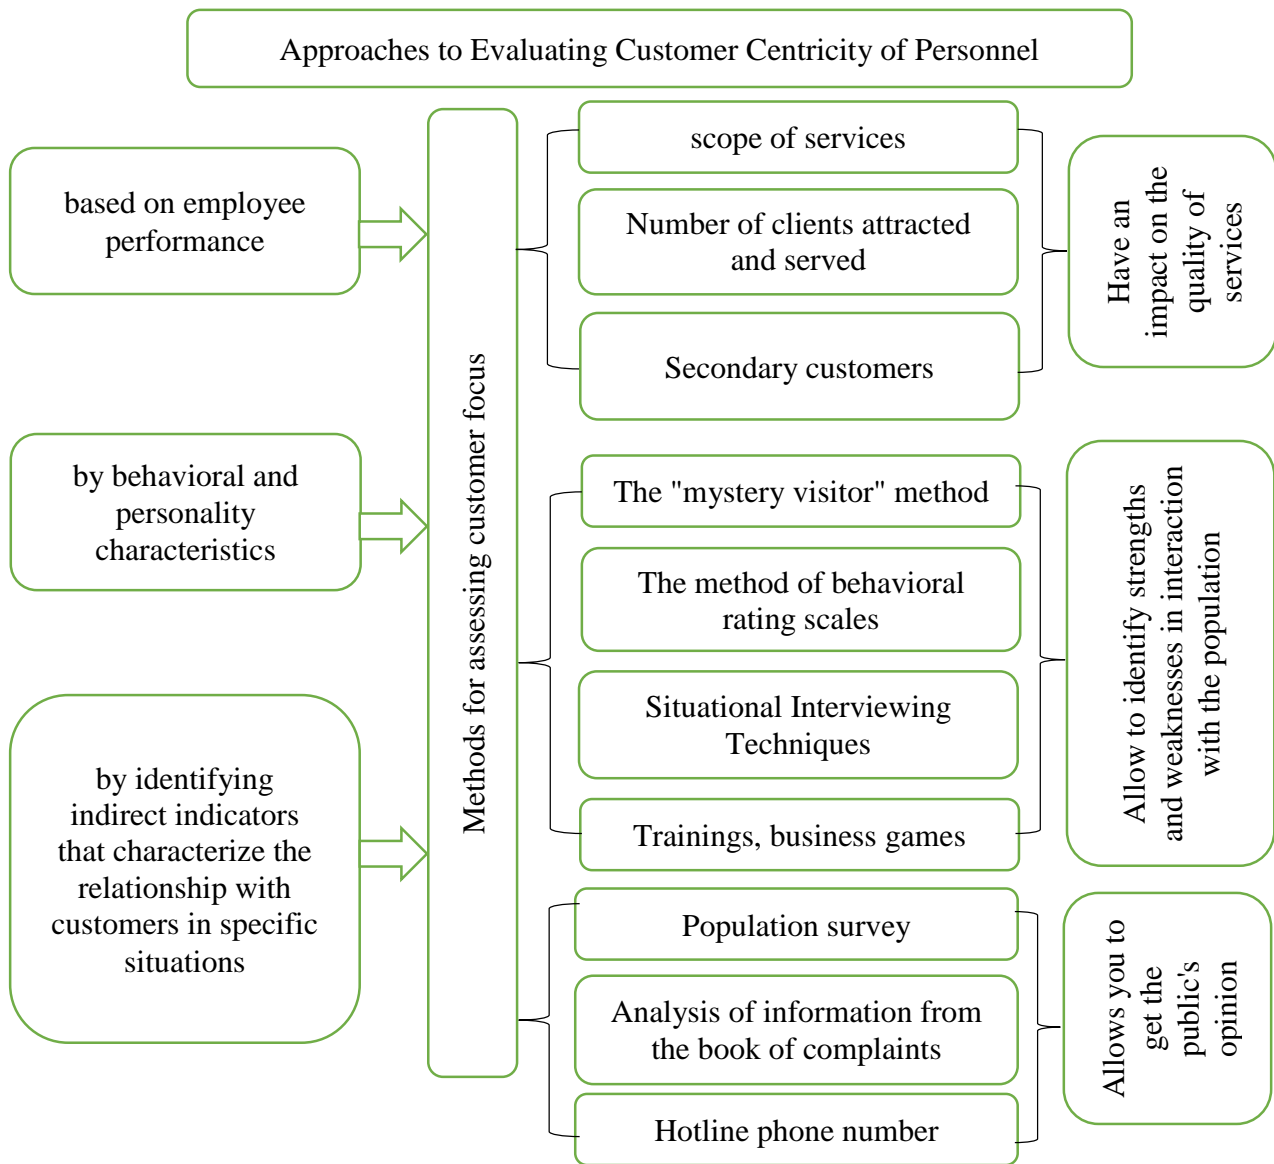 Approaches to Evaluating Customer Centricity of Personnel
based on employee
performance
by behavioral and
personality
characteristics
by identifying
indirect indicators
that characterize the
relationship with
customers in specific
situations
Methods for assessing customer focus
scope of services
Number of clients attracted
and served
Secondary customers
Have an
impact on the
quality of
services
The "mystery visitor" method
The method of behavioral
rating scales
Situational Interviewing
Techniques
Trainings, business games
Allow to identify strengths
and weaknesses in interaction
with the population
Population survey
Analysis of information from
the book of complaints
Hotline phone number
Allows you to
get the
public's
opinion